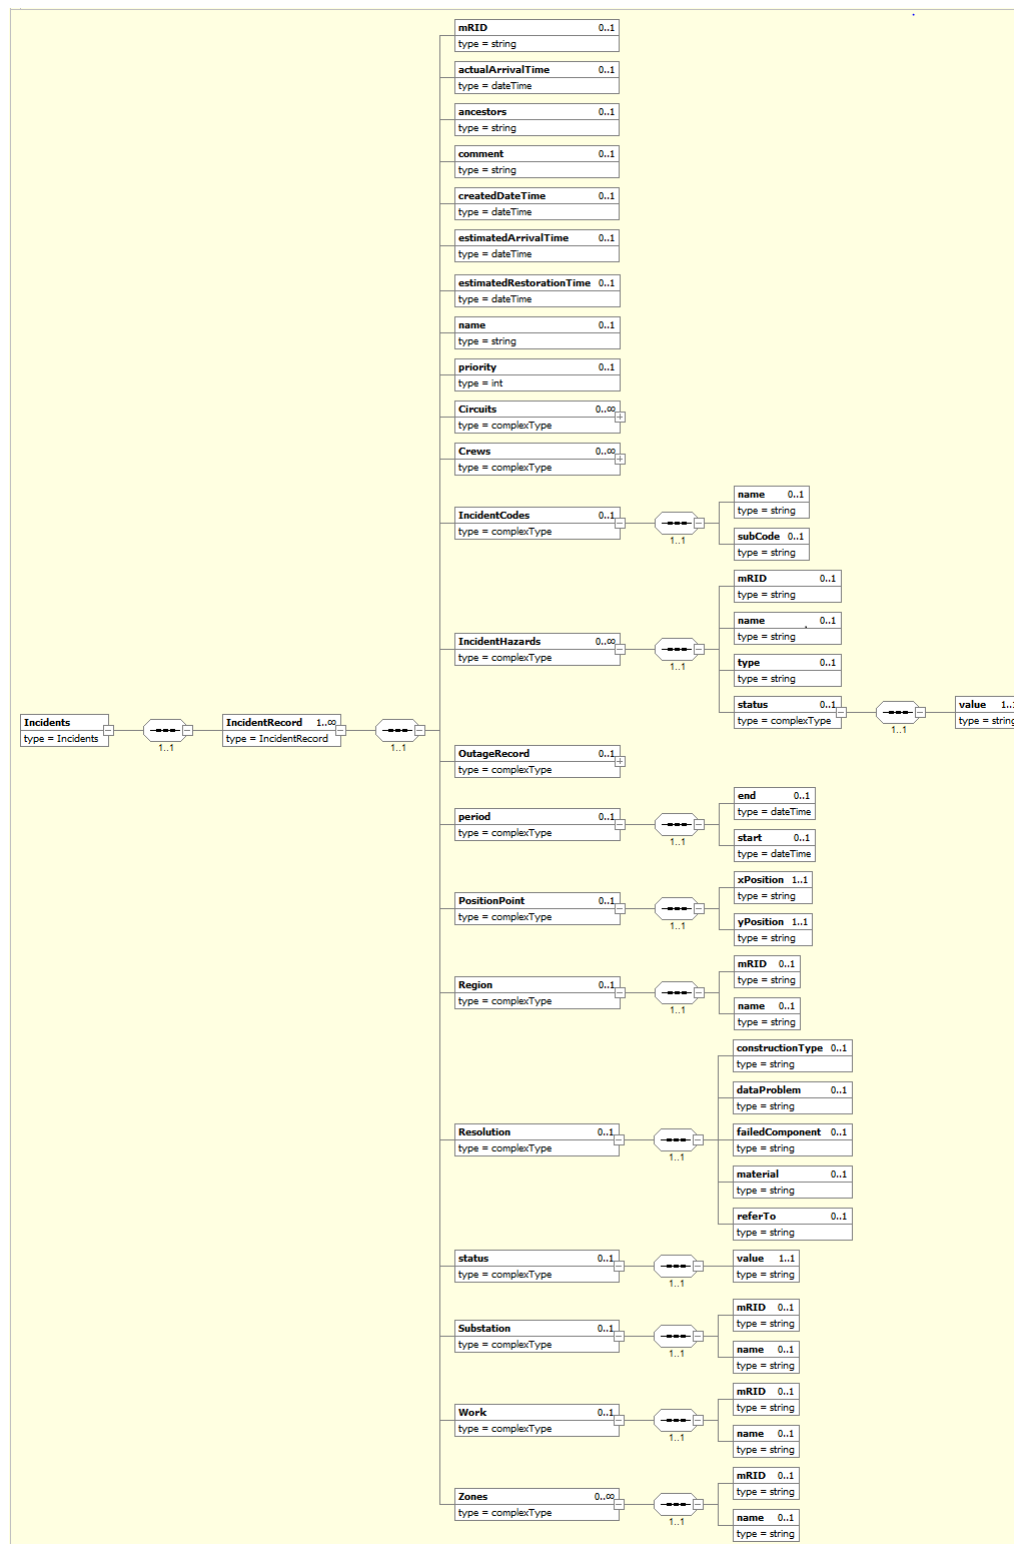 mRID 0..1
type = string
actualArrivalTime 0..1
type = dateTime
ancestors 0..1
type = string
comment 0..1
type = string
createdDateTime 0..1
type = dateTime
estimatedArrivalTime 0..1
type = dateTime
estimatedRestorationTime 0..1
type = dateTime
name 0..1
type = string
priority 0..1
type = int
Circuits 0..∞
type = complexType
Crews 0..∞
type = complexType
IncidentCodes 0..1
type = complexType
1..1
name 0..1
type = string
subCode 0..1
type = string
IncidentHazards 0..∞
type = complexType
1..1
mRID 0..1
type = string
name 0..1
type = string
type 0..1
type = string
status 0..1
type = complexType
1..1
value 1..1
type = string
Incidents
type = Incidents
1..1
IncidentRecord 1..∞
type = IncidentRecord
1..1
OutageRecord 0..1
type = complexType
period 0..1
type = complexType
1..1
end 0..1
type = dateTime
start 0..1
type = dateTime
PositionPoint 0..1
type = complexType
1..1
xPosition 1..1
type = string
yPosition 1..1
type = string
Region 0..1
type = complexType
1..1
mRID 0..1
type = string
name 0..1
type = string
Resolution 0..1
type = complexType
1..1
constructionType 0..1
type = string
dataProblem 0..1
type = string
failedComponent 0..1
type = string
material 0..1
type = string
referTo 0..1
type = string
status 0..1
type = complexType
1..1
value 1..1
type = string
Substation 0..1
type = complexType
1..1
mRID 0..1
type = string
name 0..1
type = string
Work 0..1
type = complexType
1..1
mRID 0..1
type = string
name 0..1
type = string
Zones 0..∞
type = complexType
1..1
mRID 0..1
type = string
name 0..1
type = string